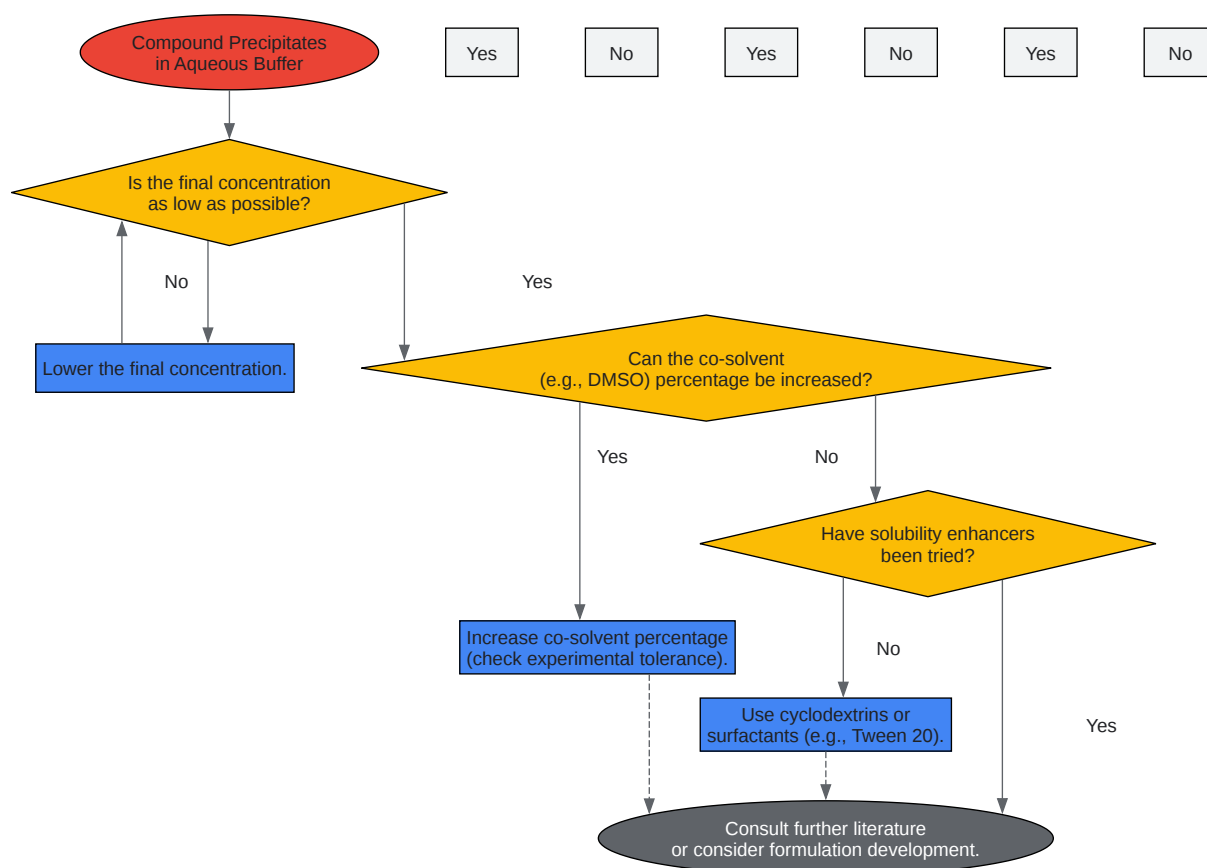 Compound Precipitates
in Aqueous Buffer
Yes
No
Yes
No
Yes
No
Is the final concentration
as low as possible?
No
Yes
Lower the final concentration.
Can the co-solvent
(e.g., DMSO) percentage be increased?
Yes
No
Have solubility enhancers
been tried?
Increase co-solvent percentage
(check experimental tolerance).
No
Use cyclodextrins or
surfactants (e.g., Tween 20).
Yes
Consult further literature
or consider formulation development.